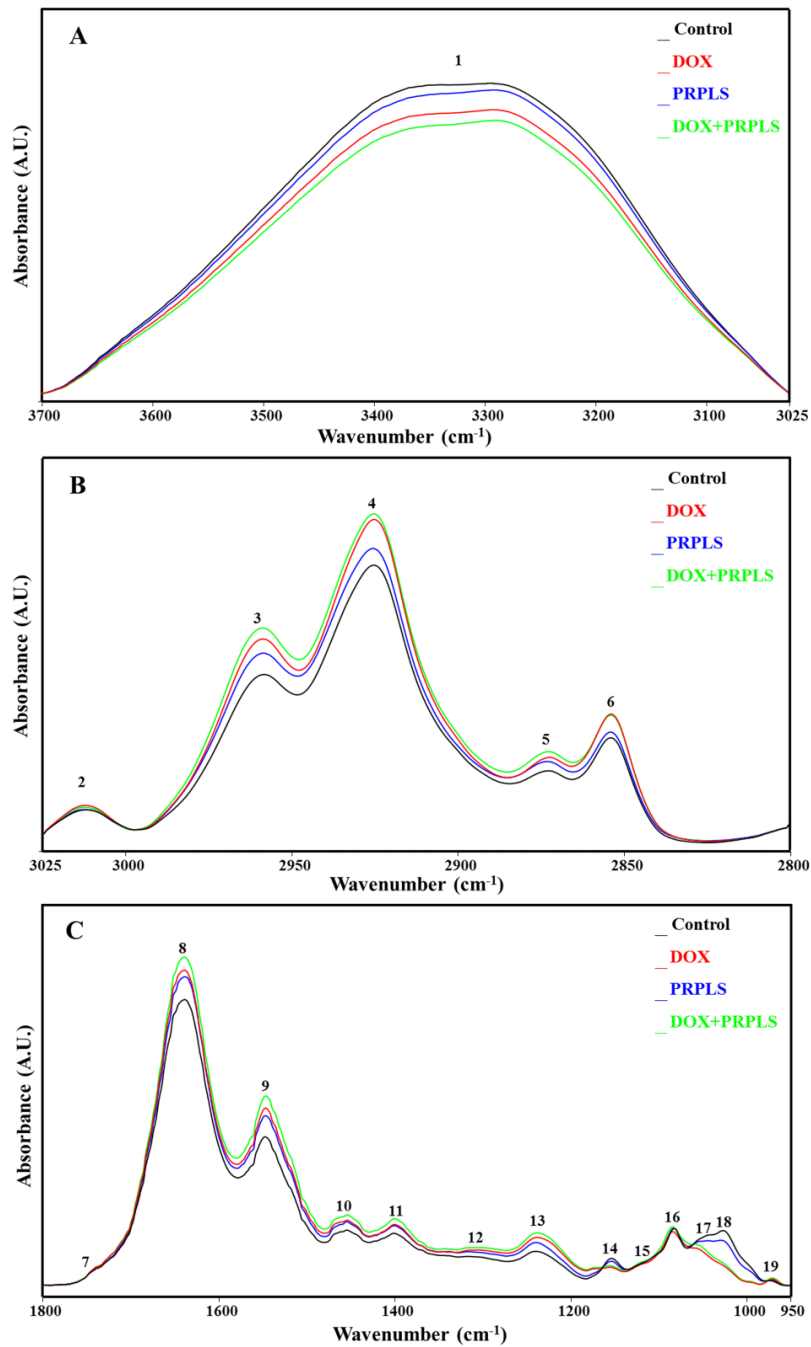 A
1
_ Control
_ DOX
_ PRPLS
_ DOX+PRPLS
Absorbance (A.U.)
3700 3600 3500 3400 3300 3200 3100 3025
Wavenumber (cm⁻¹)
B
2 3 4 5 6
_ Control
_ DOX
_ PRPLS
_ DOX+PRPLS
Absorbance (A.U.)
3025 3000 2950 2900 2850 2800
Wavenumber (cm⁻¹)
C
7 8 9 10 11 12 13 14 15 16 17 18 19
_ Control
_ DOX
_ PRPLS
_ DOX+PRPLS
Absorbance (A.U.)
1800 1600 1400 1200 1000 950
Wavenumber (cm⁻¹)